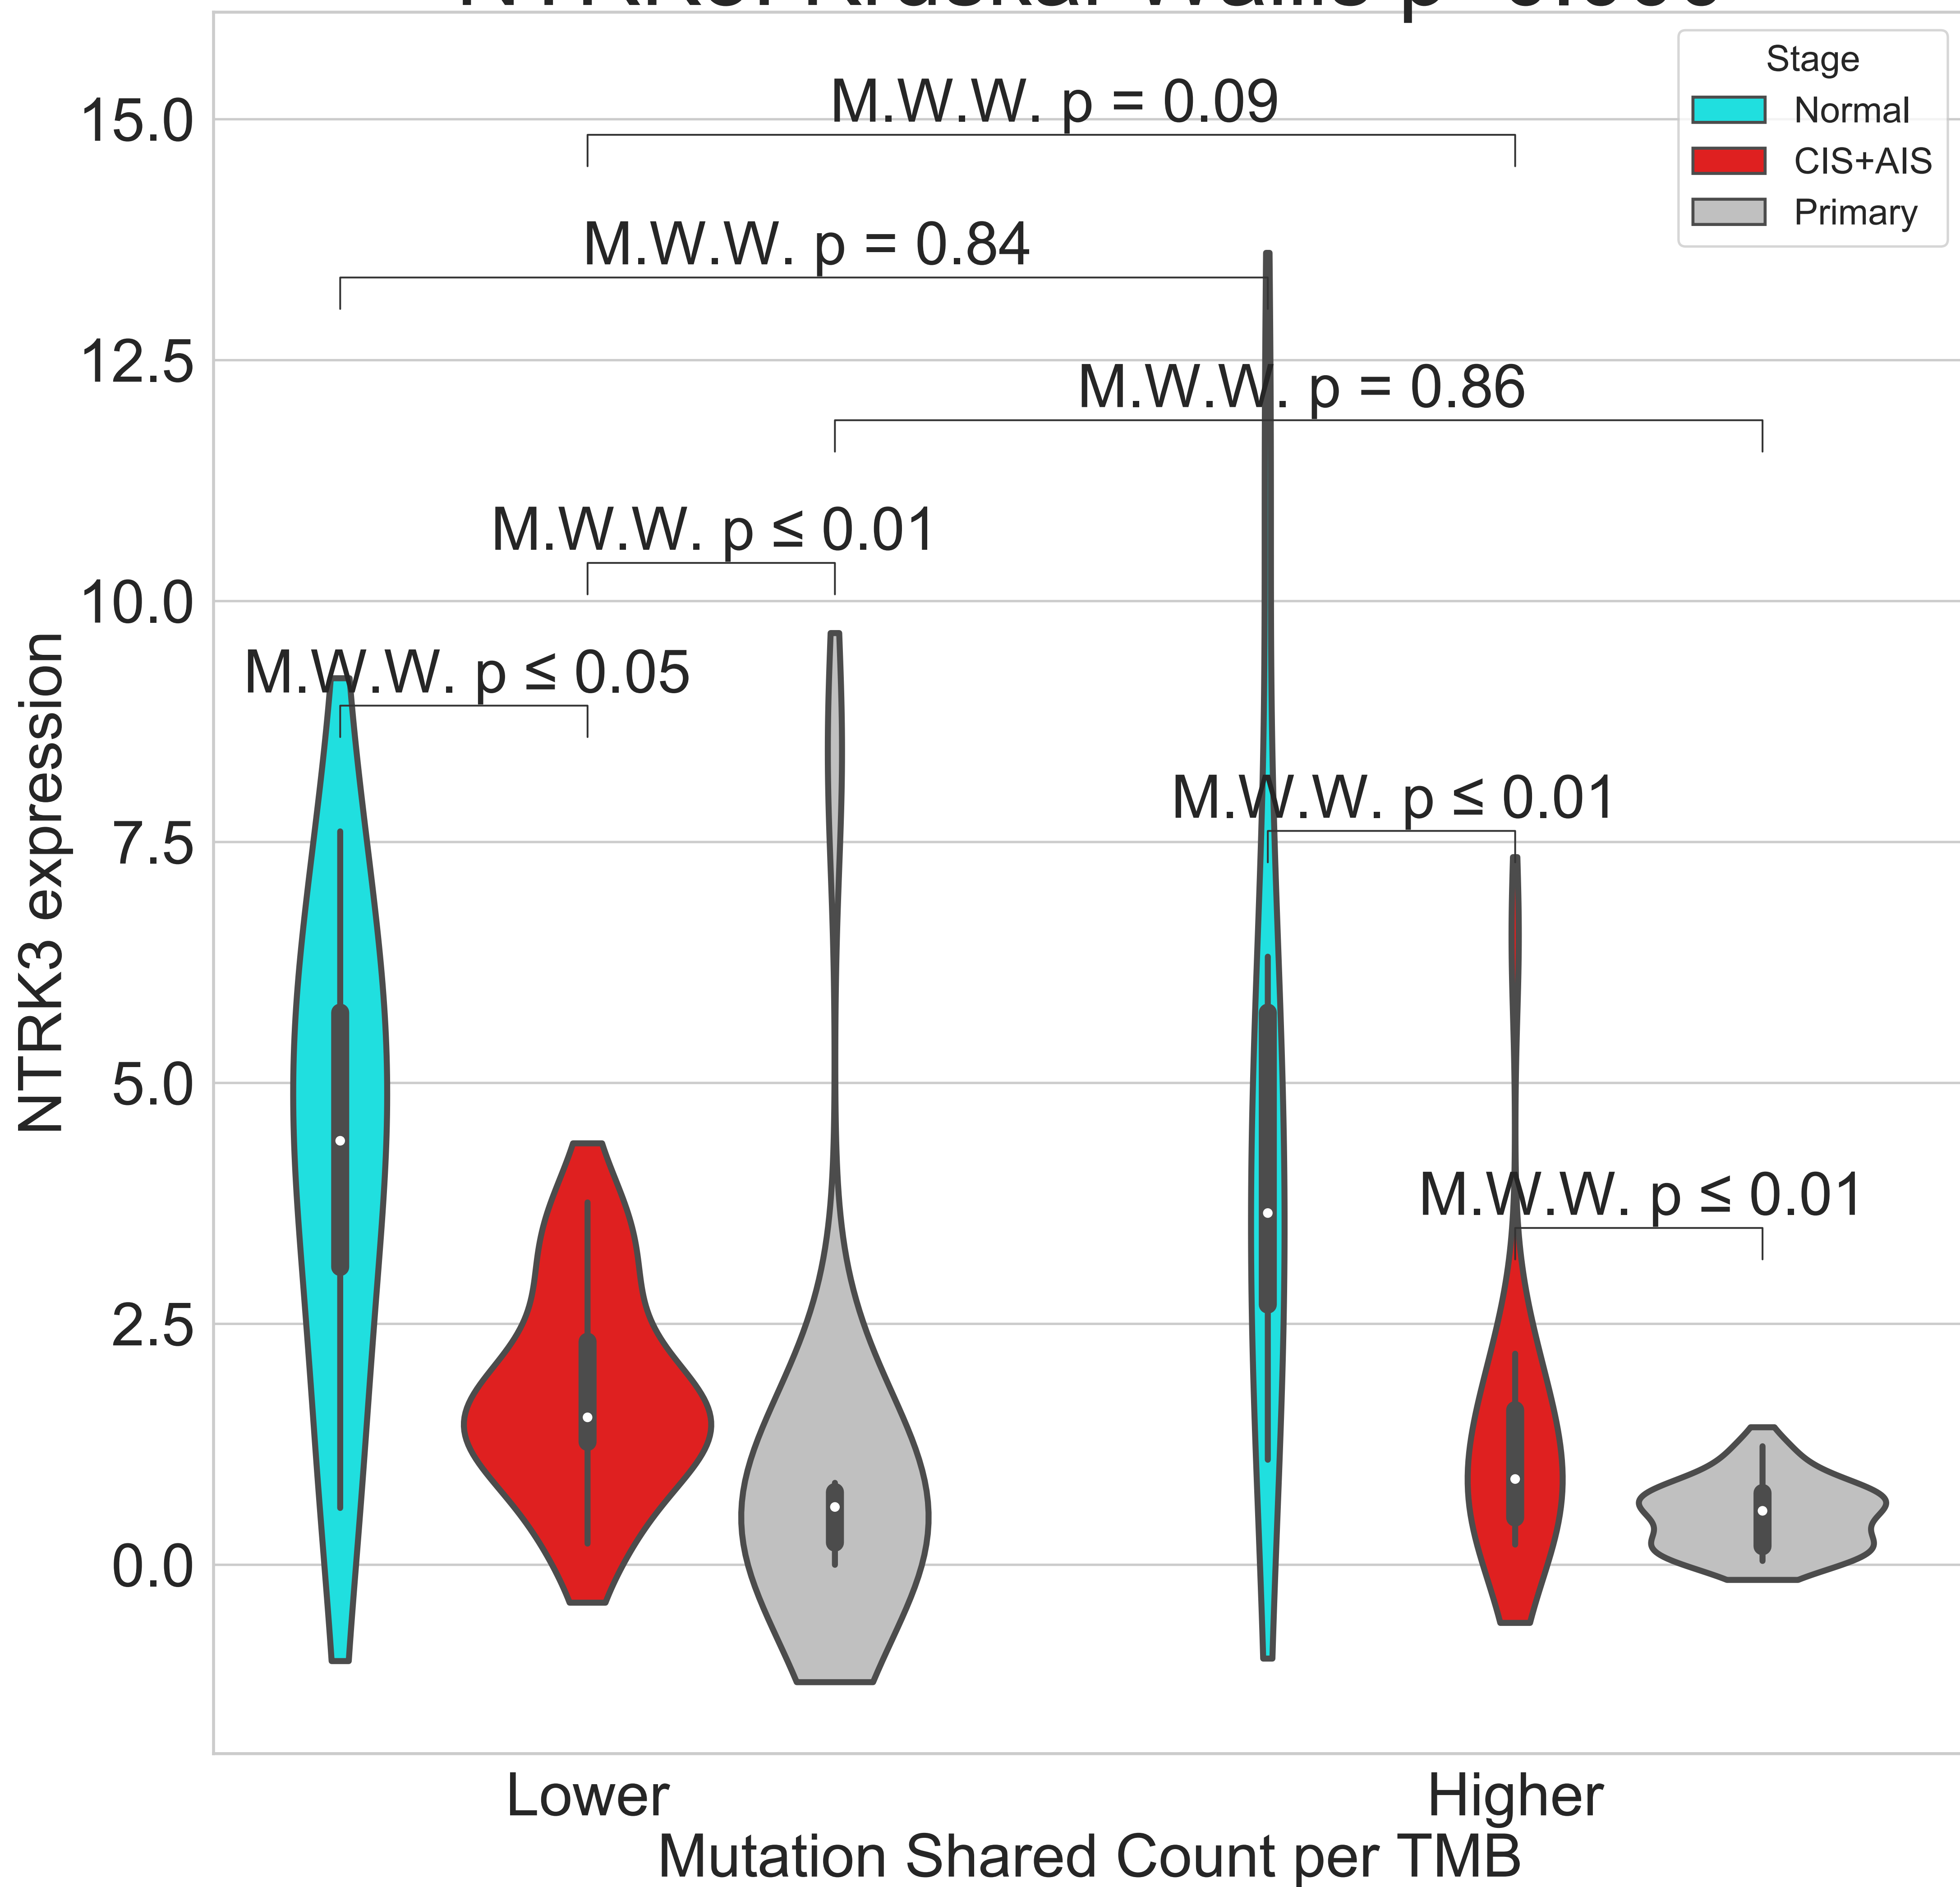 Stage
Normal
CIS+AIS
Primary
15.0
12.5
10.0
7.5
5.0
2.5
0.0
NTRK3 expression
M.W.W. p = 0.09
M.W.W. p = 0.84
M.W.W. p = 0.86
M.W.W. p ≤ 0.01
M.W.W. p ≤ 0.05
M.W.W. p ≤ 0.01
M.W.W. p ≤ 0.01
Lower
Higher
Mutation Shared Count per TMB